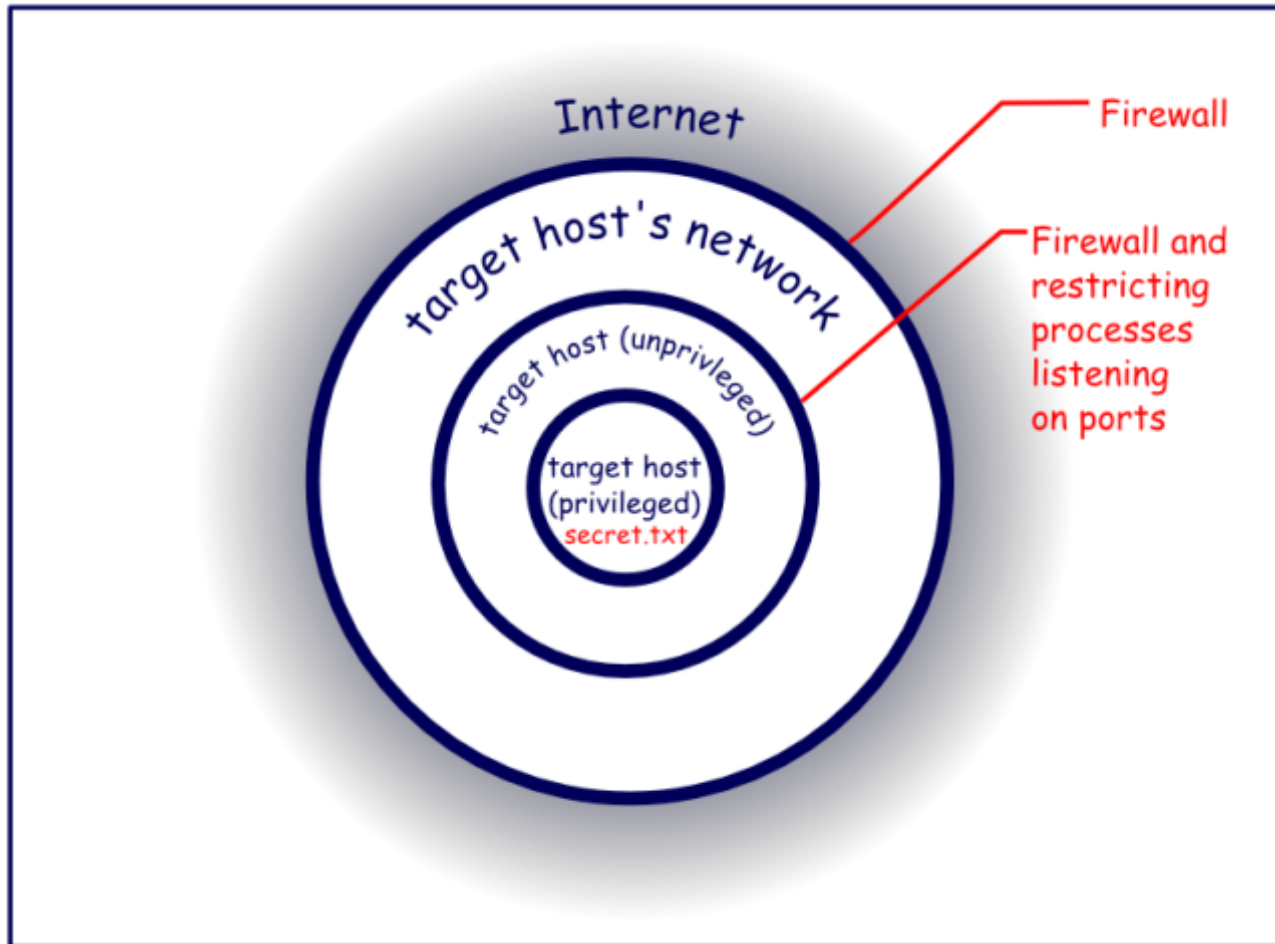 Internet
Firewall
target host's network
Firewall and
restricting
processes
listening
on ports
target host (unprivleged)
target host
(privileged)
secret.txt